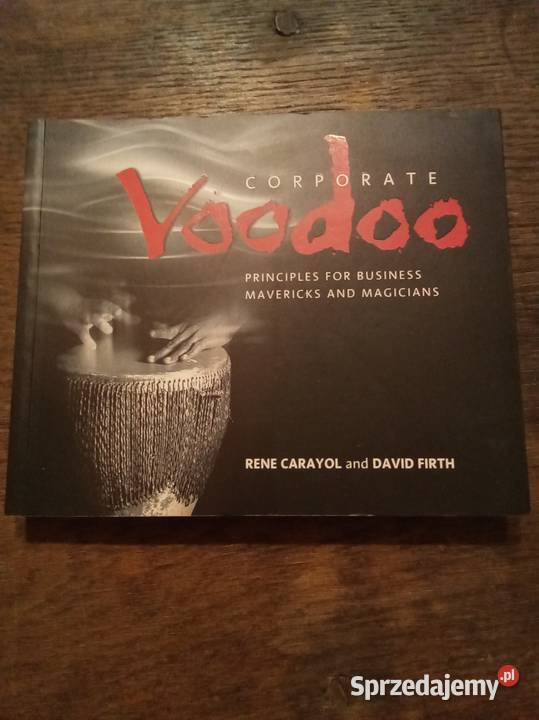 CORPORATE
Voodoo
PRINCIPLES FOR BUSINESS
MAVERICKS AND MAGICIANS
RENE CARAYOL and DAVID FIRTH
Sprzedajemy.pl